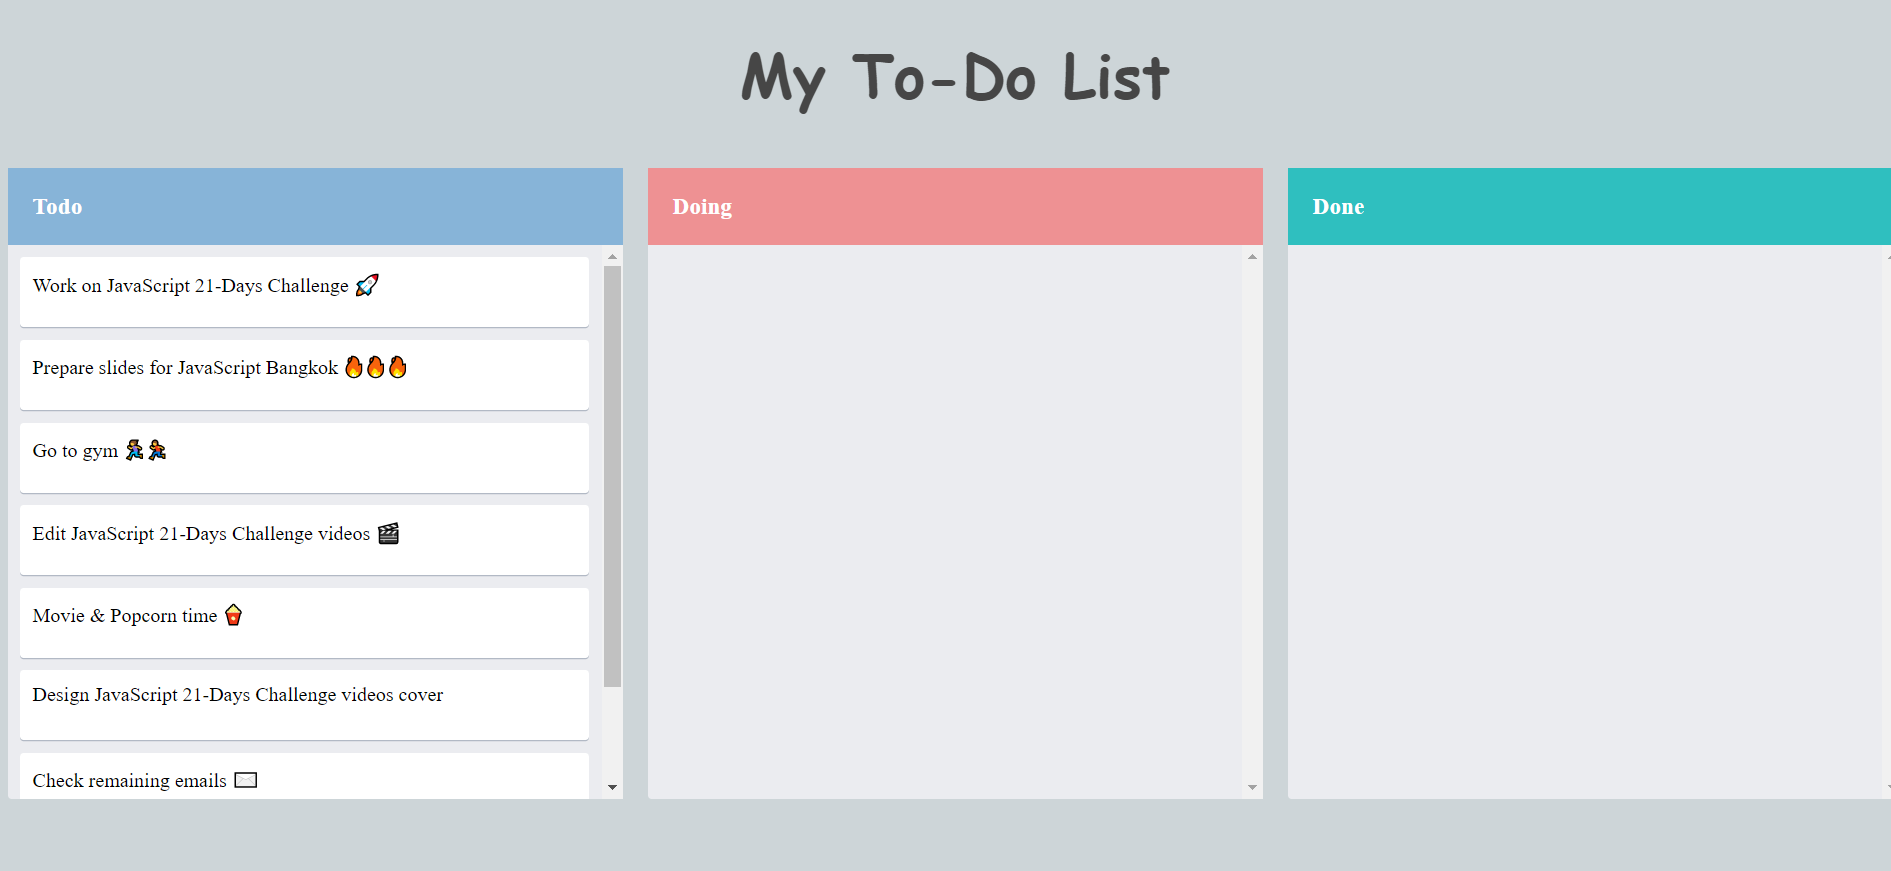 My To-Do List
Todo
Work on JavaScript 21-Days Challenge 🚀
Prepare slides for JavaScript Bangkok 🔥🔥🔥
Go to gym 🏃🏃
Edit JavaScript 21-Days Challenge videos 🎬
Movie & Popcorn time 🍿
Design JavaScript 21-Days Challenge videos cover
Check remaining emails ✉️
Doing
Done